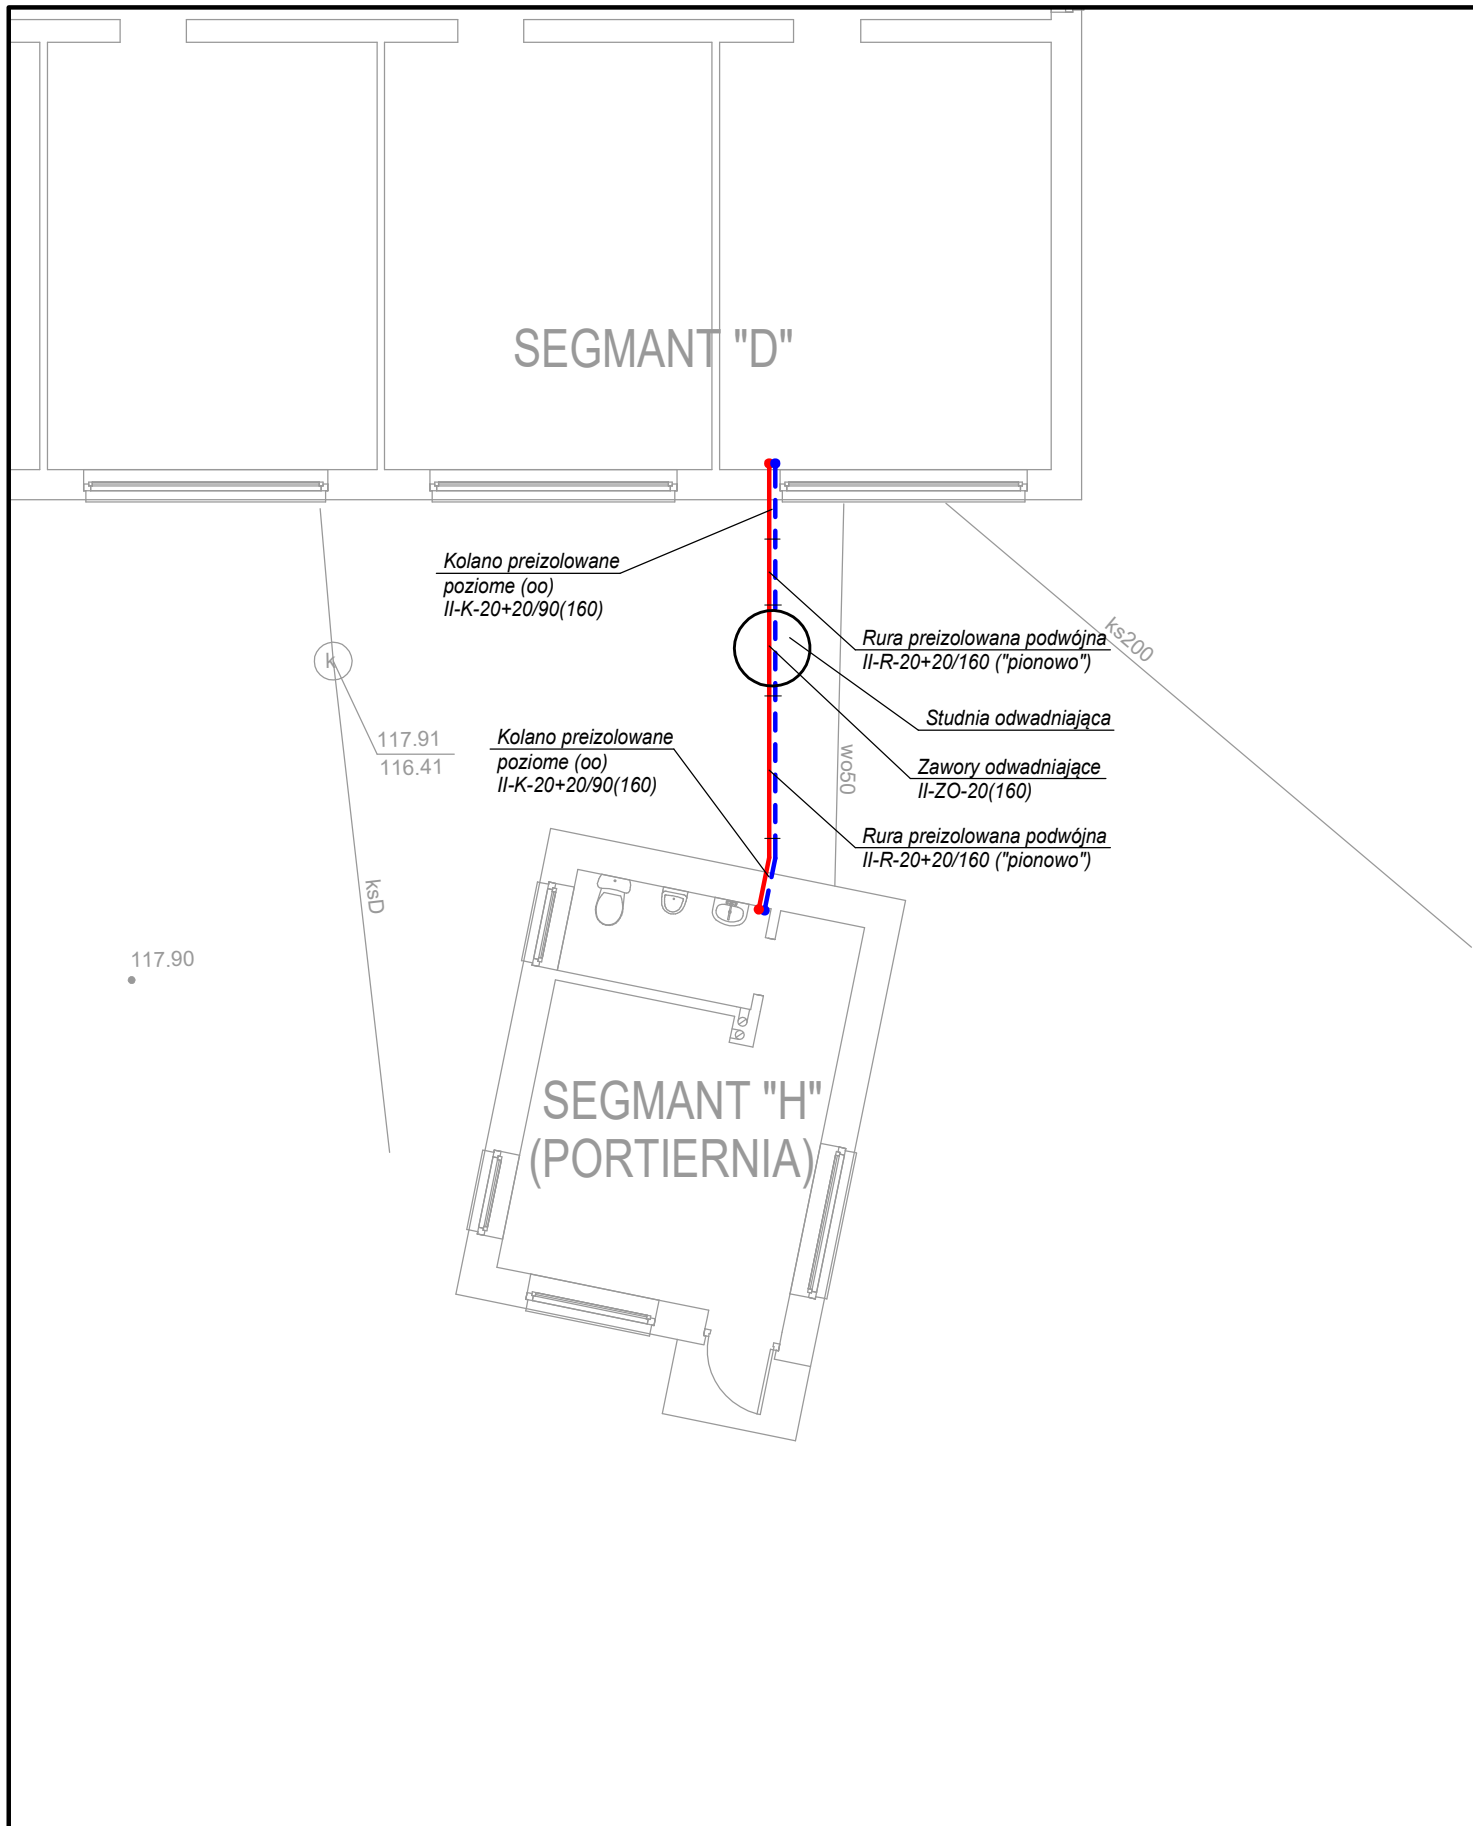 SEGMANT "D"
Kolano preizolowane
poziome (oo)
II-K-20+20/90(160)
Rura preizolowana podwójna
II-R-20+20/160 ("pionowo")
ks200
K
Studnia odwadniająca
117.91
116.41
Kolano preizolowane
poziome (oo)
II-K-20+20/90(160)
wo50
Zawory odwadniające
II-ZO-20(160)
Rura preizolowana podwójna
II-R-20+20/160 ("pionowo")
ksD
117.90
SEGMANT "H"
(PORTIERNIA)